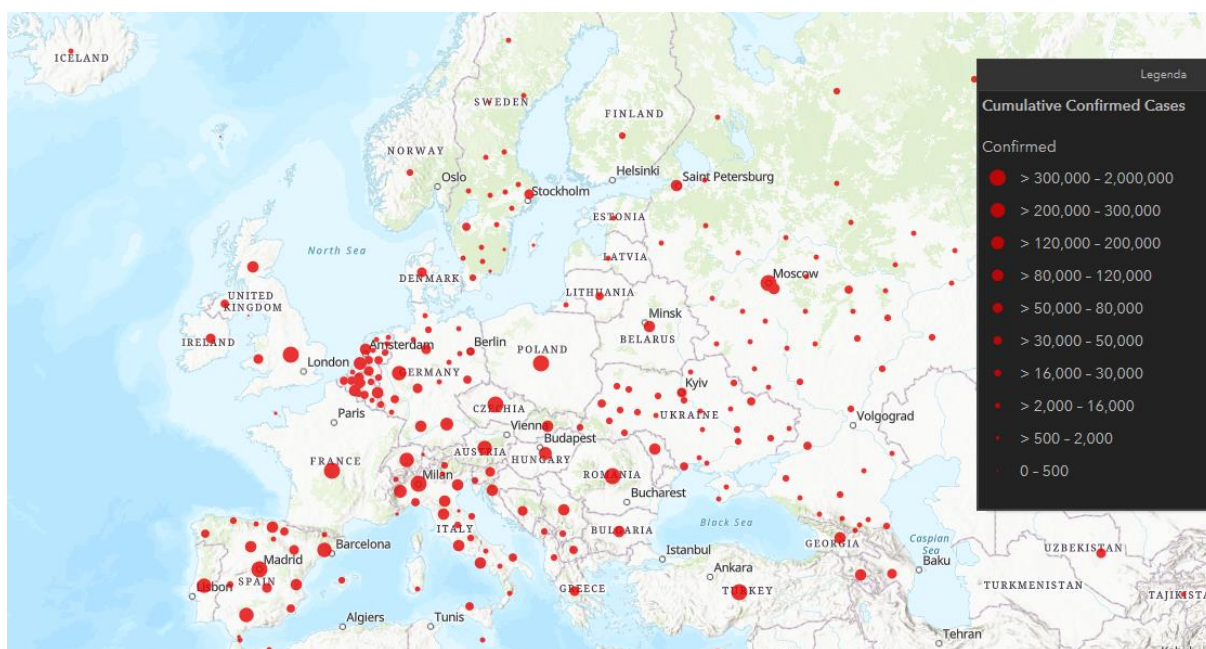 ICELAND
SWEDEN
FINLAND
NORWAY
Helsinki
Oslo
Saint Petersburg
Stockholm
ESTONIA
North Sea
LATVIA
DENMARK
Moscow
LITHUANIA
UNITED
KINGDOM
Minsk
IRELAND
BELARUS
Amsterdam
Berlin
POLAND
London
GERMANY
Kyiv
CZECHIA
UKRAINE
Volgograd
Paris
Vienna
Budapest
AUSTRIA
HUNGARY
FRANCE
Milan
ROMANIA
Bucharest
ITALY
BULGARIA
Black Sea
GEORGIA
Caspian
Sea
UZBEKISTAN
Barcelona
Madrid
Istanbul
Baku
SPAIN
Ankara
TURKMENISTAN
Lisbon
GREECE
TURKEY
TAJIKISTA
Algiers
Tunis
Tehran
Legenda
Cumulative Confirmed Cases
Confirmed
> 300,000 - 2,000,000
> 200,000 - 300,000
> 120,000 - 200,000
> 80,000 - 120,000
> 50,000 - 80,000
> 30,000 - 50,000
> 16,000 - 30,000
> 2,000 - 16,000
> 500 - 2,000
0 - 500